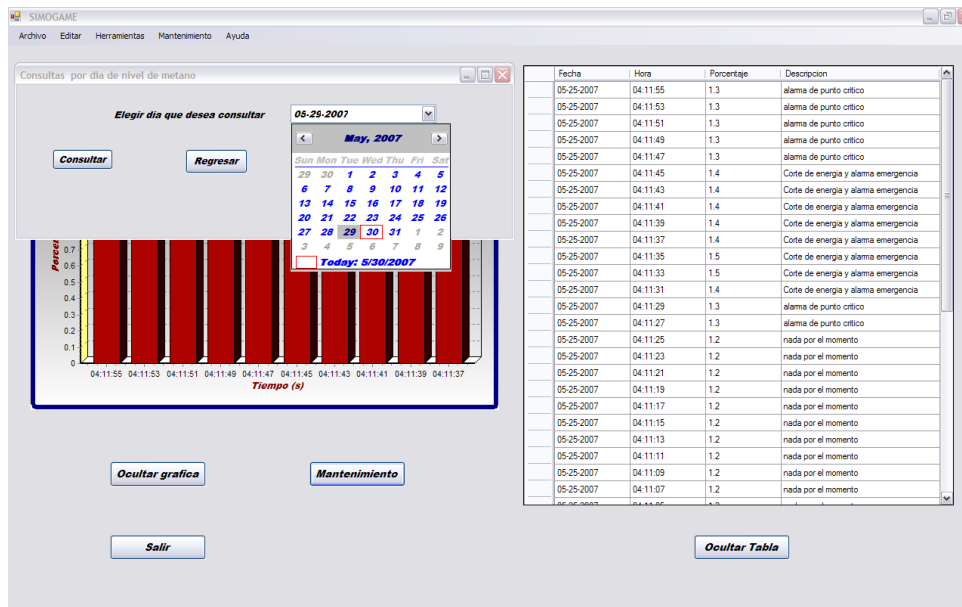 SIMOGAME
Archivo Editar Herramientas Mantenimiento Ayuda
Consultas por dia de nivel de metano
Elegir dia que desea consultar
05-29-2007
Consultar
Regresar
May, 2007
Sun Mon Tue Wed Thu Fri Sat
29 30 1 2 3 4 5
6 7 8 9 10 11 12
13 14 15 16 17 18 19
20 21 22 23 24 25 26
27 28 29 30 31 1 2
3 4 5 6 7 8 9
Today: 5/30/2007
0.7
0.6
0.5
0.4
0.3
0.2
0.1
0
04:11:55 04:11:53 04:11:51 04:11:49 04:11:47 04:11:45 04:11:43 04:11:41 04:11:39 04:11:37
Tiempo (s)
Ocultar grafica
Mantenimiento
Salir
Fecha Hora Porcentaje Descripcion
05-25-2007 04:11:55 1.3 alarma de punto critico
05-25-2007 04:11:53 1.3 alarma de punto critico
05-25-2007 04:11:51 1.3 alarma de punto critico
05-25-2007 04:11:49 1.3 alarma de punto critico
05-25-2007 04:11:47 1.3 alarma de punto critico
05-25-2007 04:11:45 1.4 Corte de energia y alarma emergencia
05-25-2007 04:11:43 1.4 Corte de energia y alarma emergencia
05-25-2007 04:11:41 1.4 Corte de energia y alarma emergencia
05-25-2007 04:11:39 1.4 Corte de energia y alarma emergencia
05-25-2007 04:11:37 1.4 Corte de energia y alarma emergencia
05-25-2007 04:11:35 1.5 Corte de energia y alarma emergencia
05-25-2007 04:11:33 1.5 Corte de energia y alarma emergencia
05-25-2007 04:11:31 1.4 Corte de energia y alarma emergencia
05-25-2007 04:11:29 1.3 alarma de punto critico
05-25-2007 04:11:27 1.3 alarma de punto critico
05-25-2007 04:11:25 1.2 nada por el momento
05-25-2007 04:11:23 1.2 nada por el momento
05-25-2007 04:11:21 1.2 nada por el momento
05-25-2007 04:11:19 1.2 nada por el momento
05-25-2007 04:11:17 1.2 nada por el momento
05-25-2007 04:11:15 1.2 nada por el momento
05-25-2007 04:11:13 1.2 nada por el momento
05-25-2007 04:11:11 1.2 nada por el momento
05-25-2007 04:11:09 1.2 nada por el momento
05-25-2007 04:11:07 1.2 nada por el momento
Ocultar Tabla